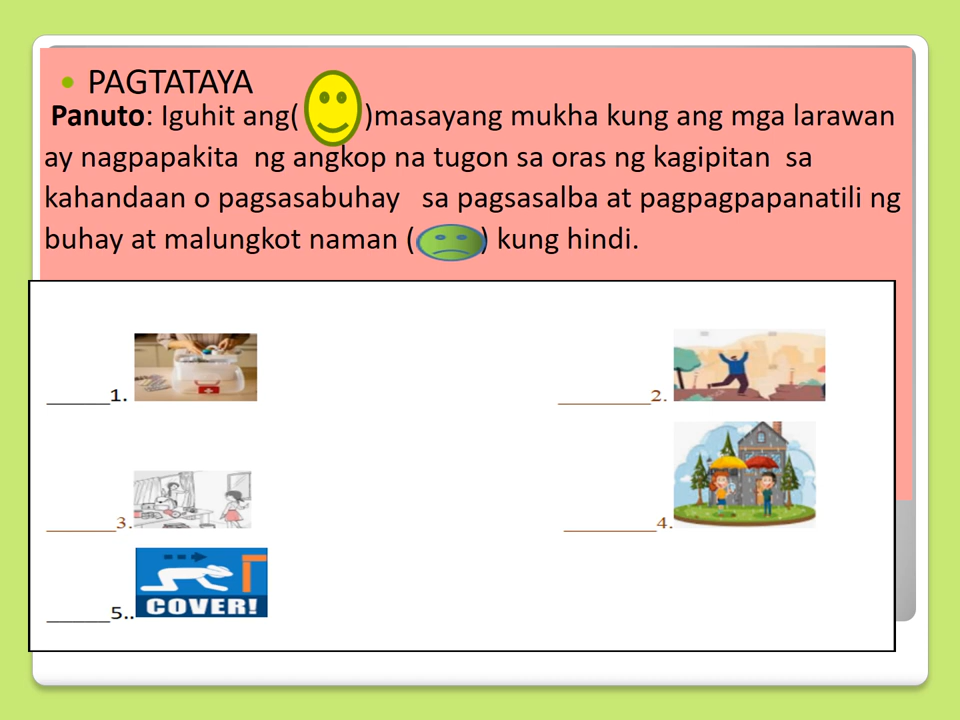 PAGTATAYA
Panuto: Iguhit ang( )masayang mukha kung ang mga larawan
ay nagpapakita ng angkop na tugon sa oras ng kagipitan sa
kahandaan o pagsasabuhay sa pagsasalba at pagpagpapanatili ng
buhay at malungkot naman ( ) kung hindi.
______1. _________2.
_______3. _________4.
______5..
COVER!